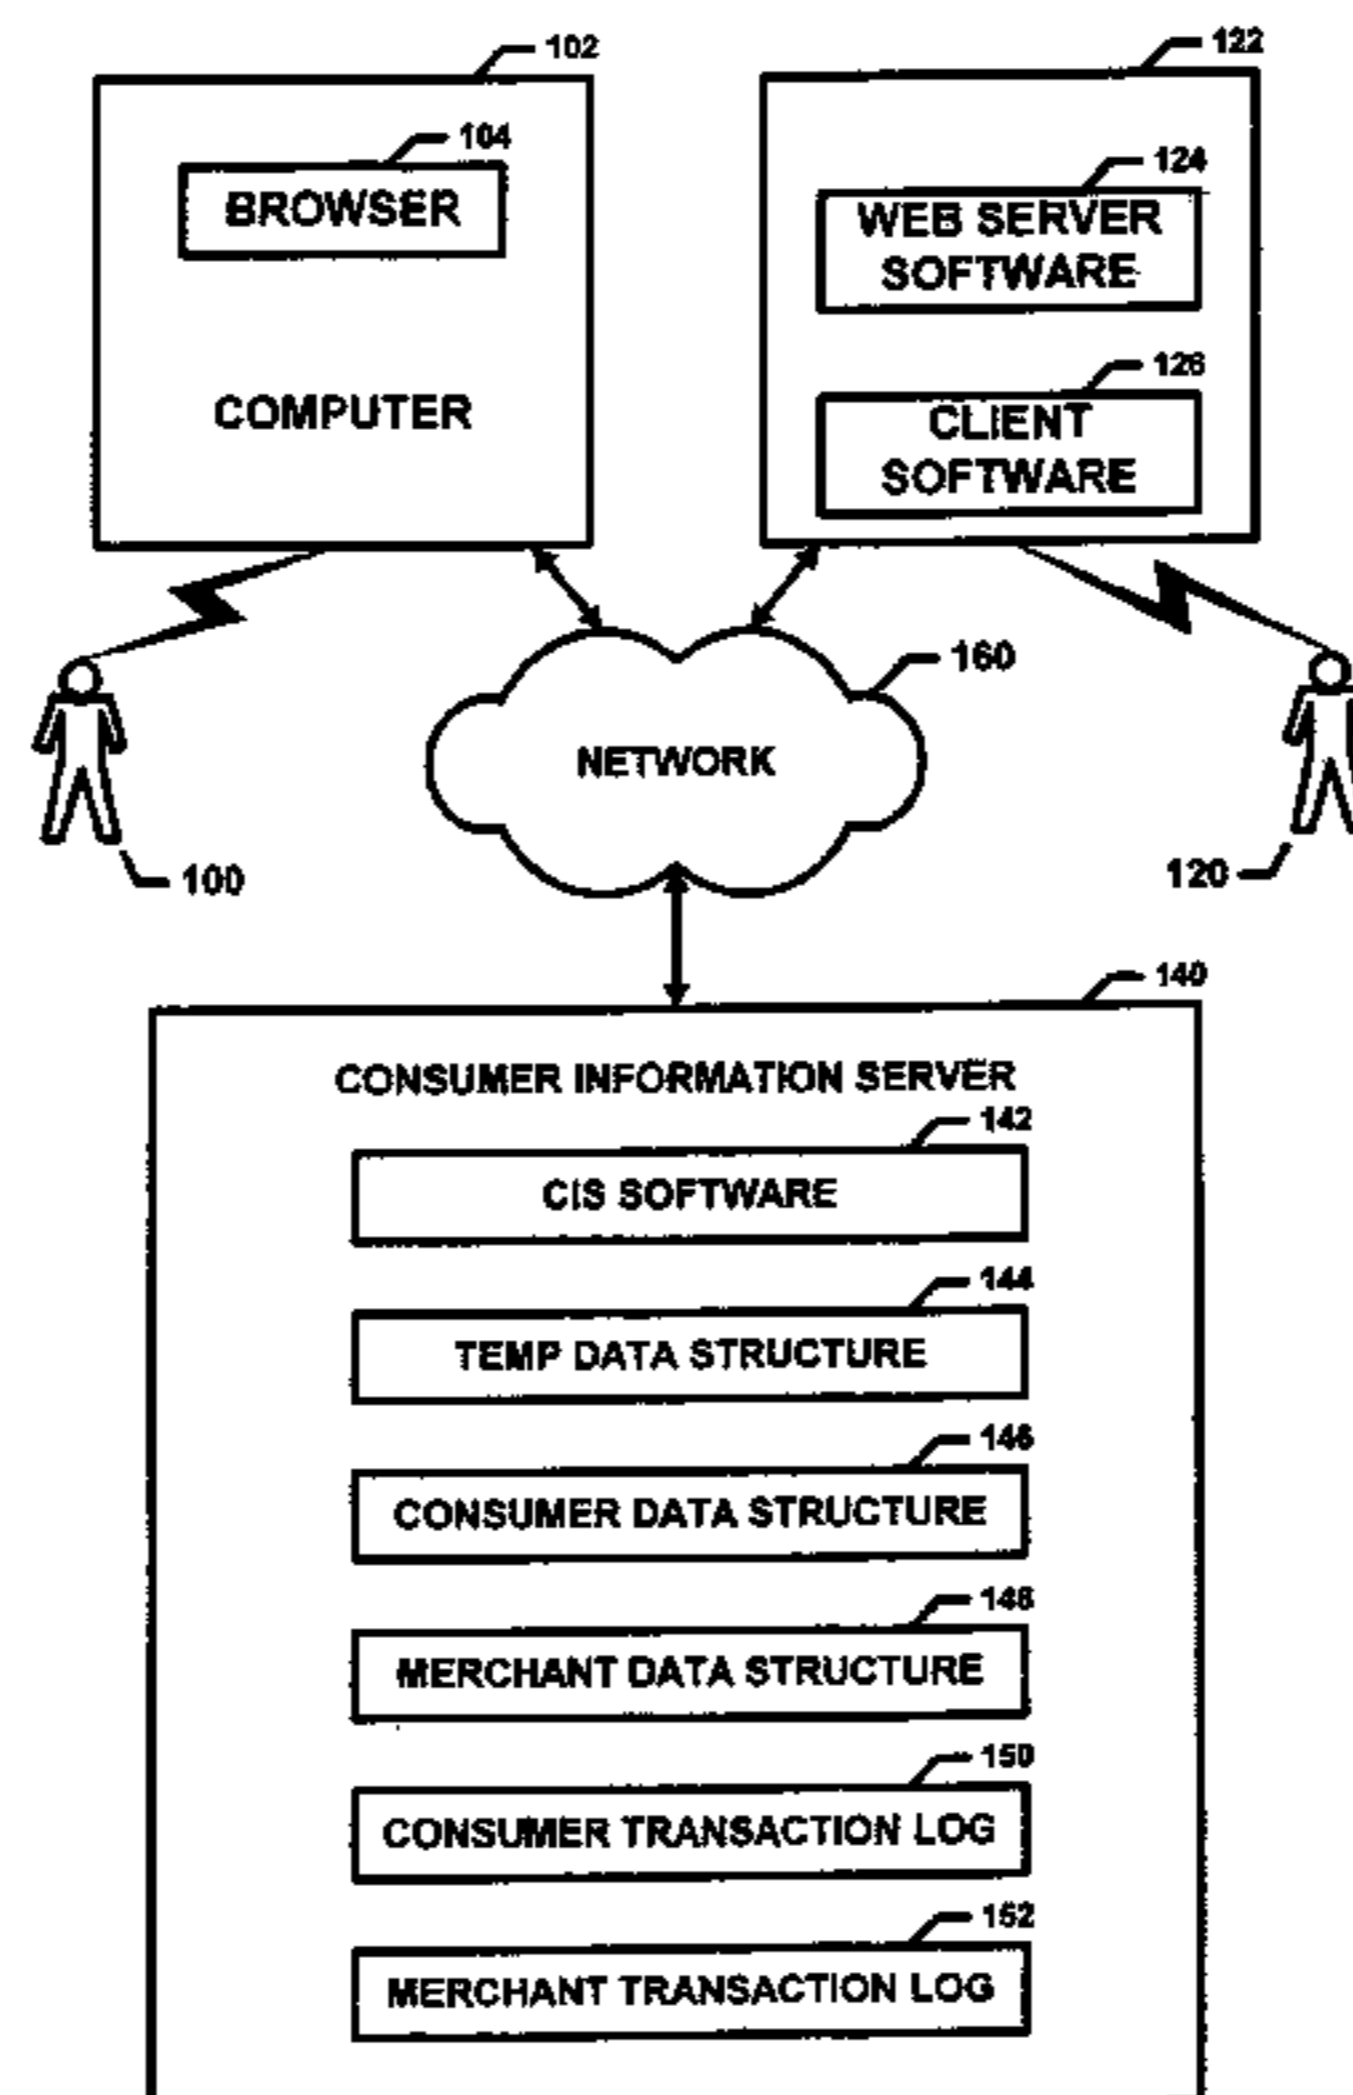 102
122
104
BROWSER
124
WEB SERVER
SOFTWARE
COMPUTER
126
CLIENT
SOFTWARE
160
NETWORK
100
120
140
CONSUMER INFORMATION SERVER
142
CIS SOFTWARE
144
TEMP DATA STRUCTURE
146
CONSUMER DATA STRUCTURE
148
MERCHANT DATA STRUCTURE
150
CONSUMER TRANSACTION LOG
152
MERCHANT TRANSACTION LOG